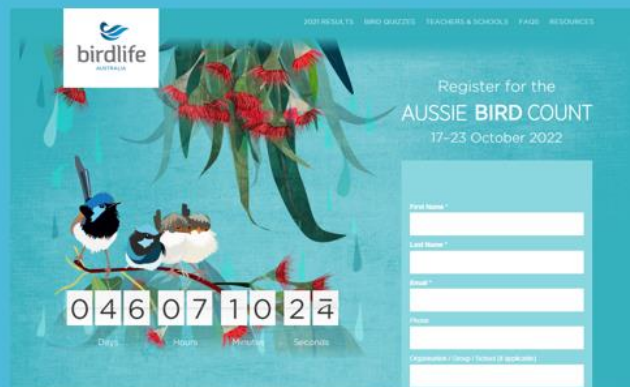 birdlife
AUSTRALIA
2021 RESULTS BIRD QUIZZES TEACHERS & SCHOOLS FAQS RESOURCES
Register for the
AUSSIE BIRD COUNT
17–23 October 2022
First Name *
Last Name *
Email *
Phone
Organisation / Group / School (if applicable)
046 07 10 24
Days Hours Minutes Seconds